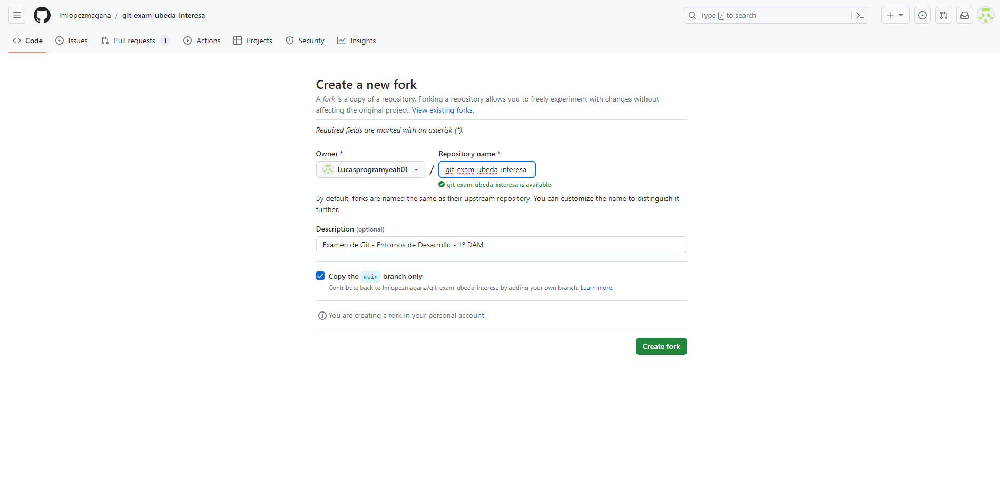 lmlopezmagana / git-exam-ubeda-interesa
Type / to search
Code Issues Pull requests 1 Actions Projects Security Insights
Create a new fork
A fork is a copy of a repository. Forking a repository allows you to freely experiment with changes without
affecting the original project. View existing forks.
Required fields are marked with an asterisk (*).
Owner * Repository name *
Lucasprogramyeah01 / git-exam-ubeda-interesa
git-exam-ubeda-interesa is available.
By default, forks are named the same as their upstream repository. You can customize the name to distinguish it
further.
Description (optional)
Examen de Git - Entornos de Desarrollo - 1º DAM
Copy the main branch only
Contribute back to lmlopezmagana/git-exam-ubeda-interesa by adding your own branch. Learn more.
You are creating a fork in your personal account.
Create fork